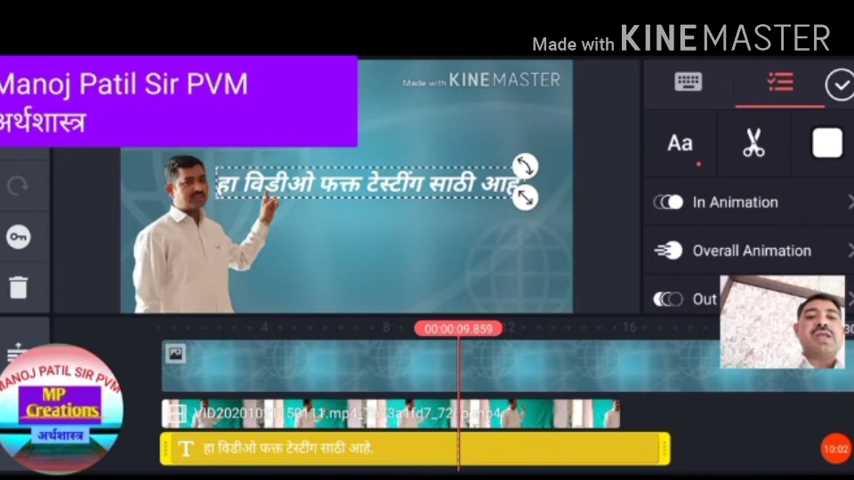 Made with KINEMASTER
Manoj Patil Sir PVM
अर्थशास्त्र
Made with KINEMASTER
हा विडीओ फक्त टेस्टींग साठी आहे.
Aa
In Animation
Overall Animation
Out
4
8
00:00:09.859
12
16
MANOJ PATIL SIR PVM
MP
Creations
अर्थशास्त्र
हा विडीओ फक्त टेस्टींग साठी आहे.
10:02